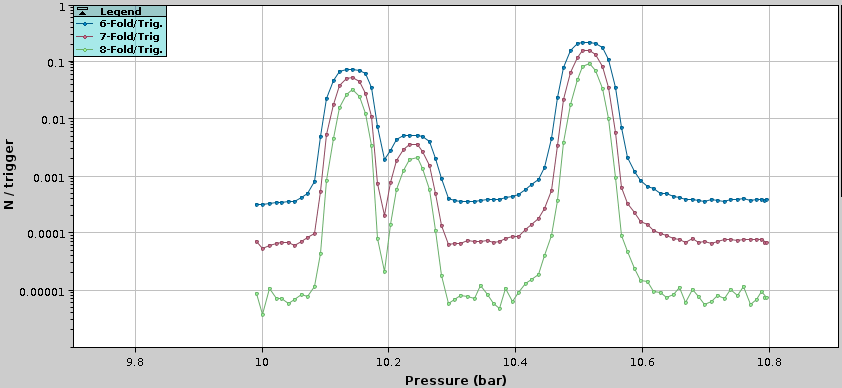 Legend
6-Fold/Trig.
7-Fold/Trig
8-Fold/Trig.
1
0.1
0.01
0.001
0.0001
0.00001
N / trigger
9.8 10 10.2 10.4 10.6 10.8
Pressure (bar)